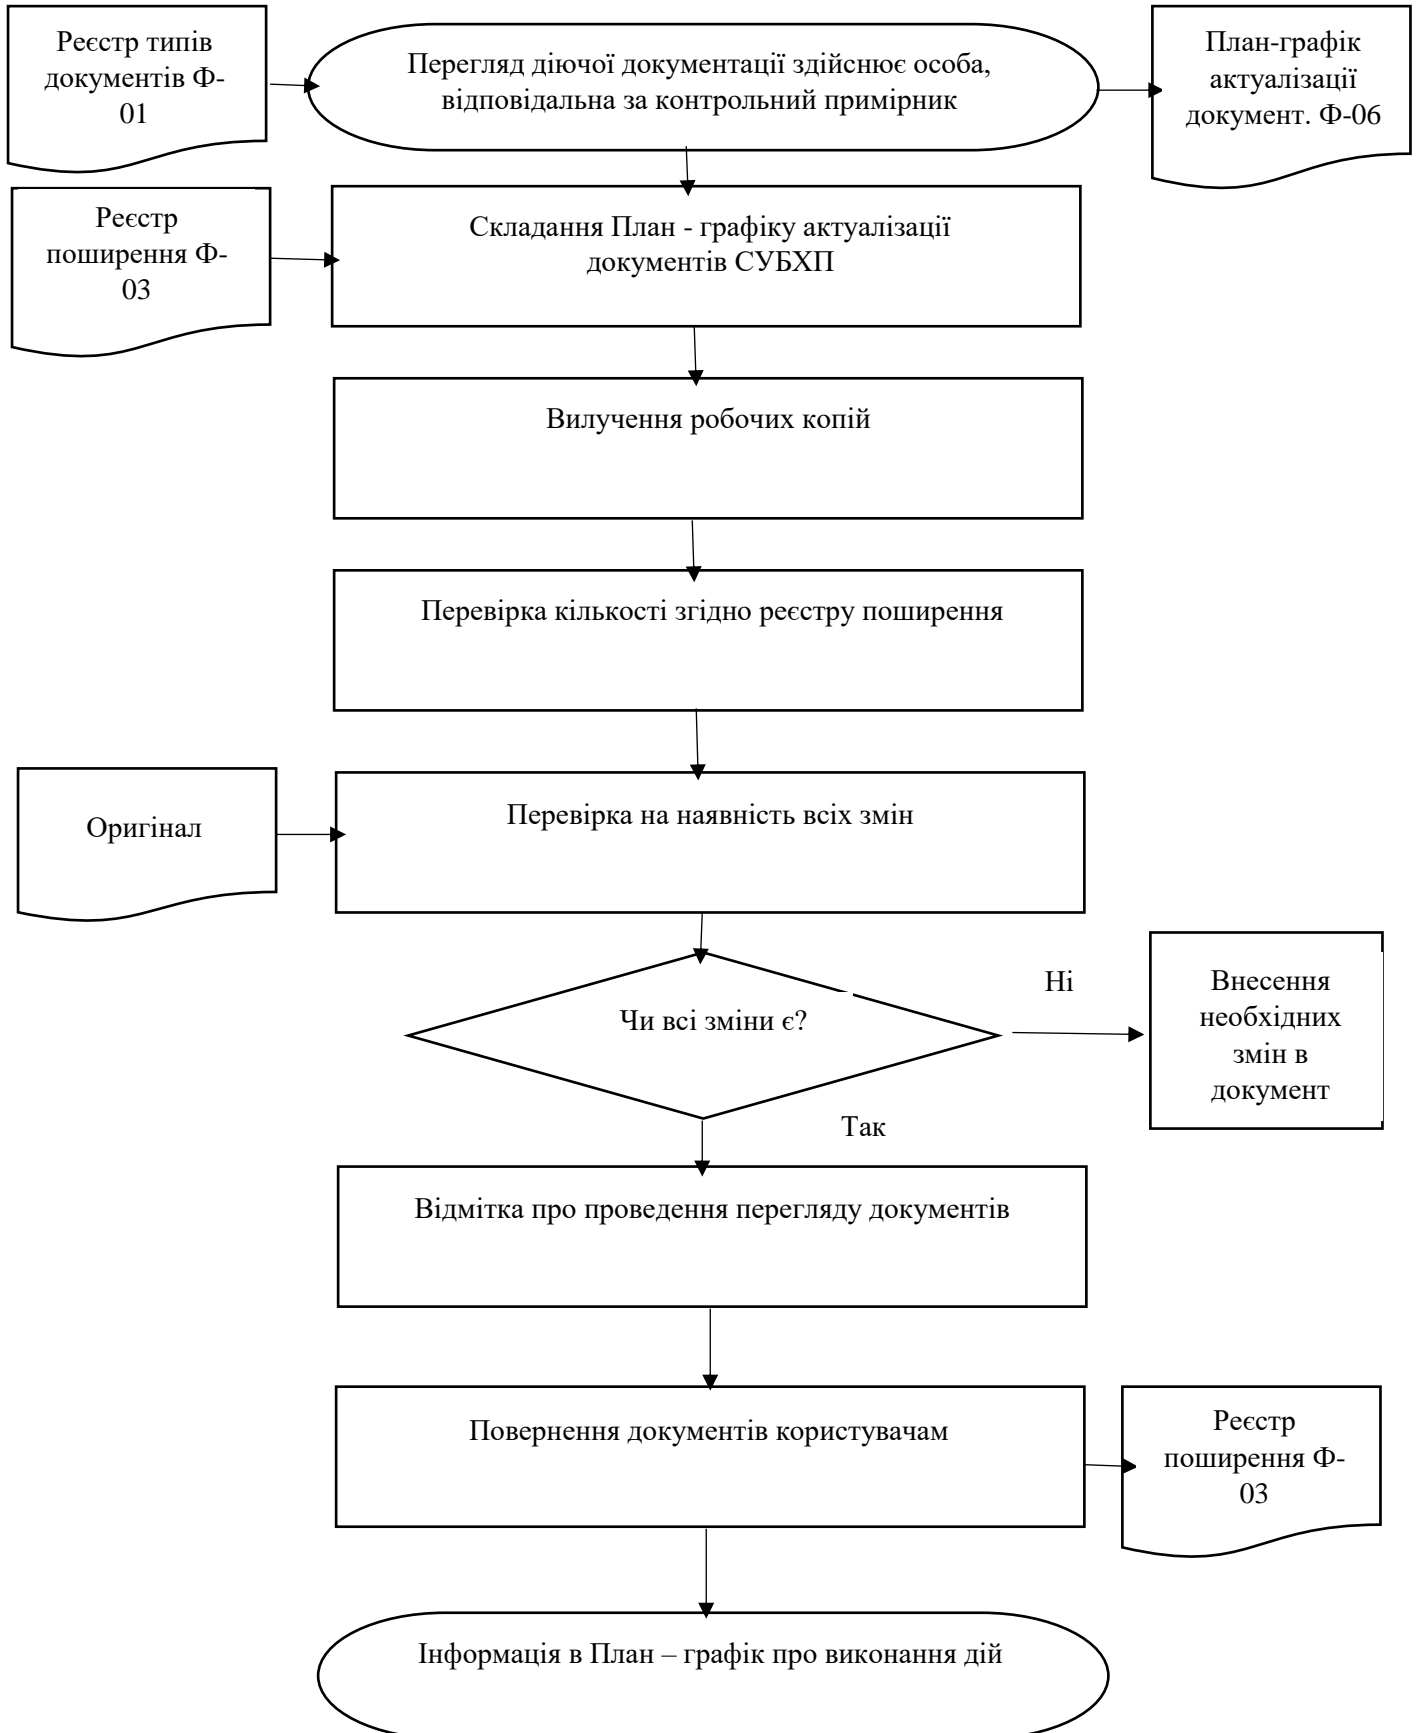 Реєстр типів
документів Ф-
01
Перегляд діючої документації здійснює особа,
відповідальна за контрольний примірник
План-графік
актуалізації
документ. Ф-06
Реєстр
поширення Ф-
03
Складання План - графіку актуалізації
документів СУБХП
Вилучення робочих копій
Перевірка кількості згідно реєстру поширення
Оригінал
Перевірка на наявність всіх змін
Чи всі зміни є?
Ні
Внесення
необхідних
змін в
документ
Так
Відмітка про проведення перегляду документів
Повернення документів користувачам
Реєстр
поширення Ф-
03
Інформація в План – графік про виконання дій